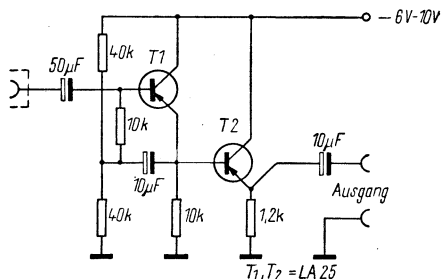 − 6V-10V
40k
T1
50µF
10k
T2
10µF
10µF
Ausgang
40k
10k
1,2k
T₁, T₂ = LA 25